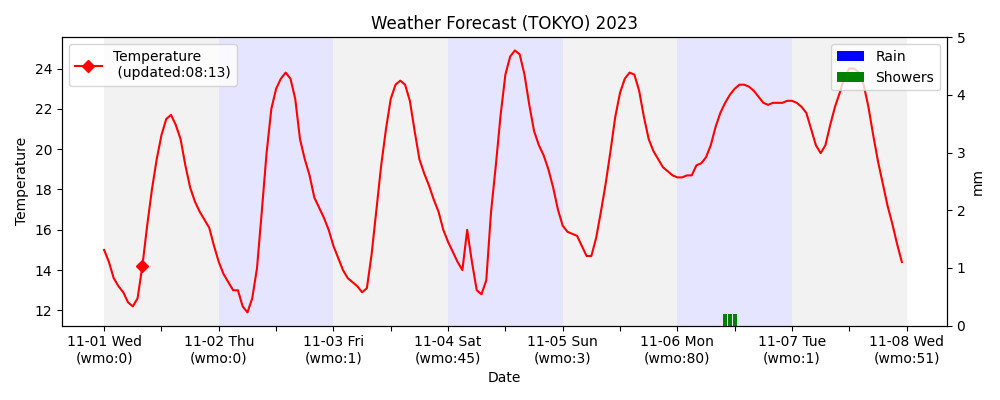 Weather Forecast (TOKYO) 2023
Temperature
(updated:08:13)
Rain
Showers
24
22
20
18
16
14
12
Temperature
5
4
3
2
1
0
mm
11-01 Wed
(wmo:0)
11-02 Thu
(wmo:0)
11-03 Fri
(wmo:1)
11-04 Sat
(wmo:45)
11-05 Sun
(wmo:3)
11-06 Mon
(wmo:80)
11-07 Tue
(wmo:1)
11-08 Wed
(wmo:51)
Date